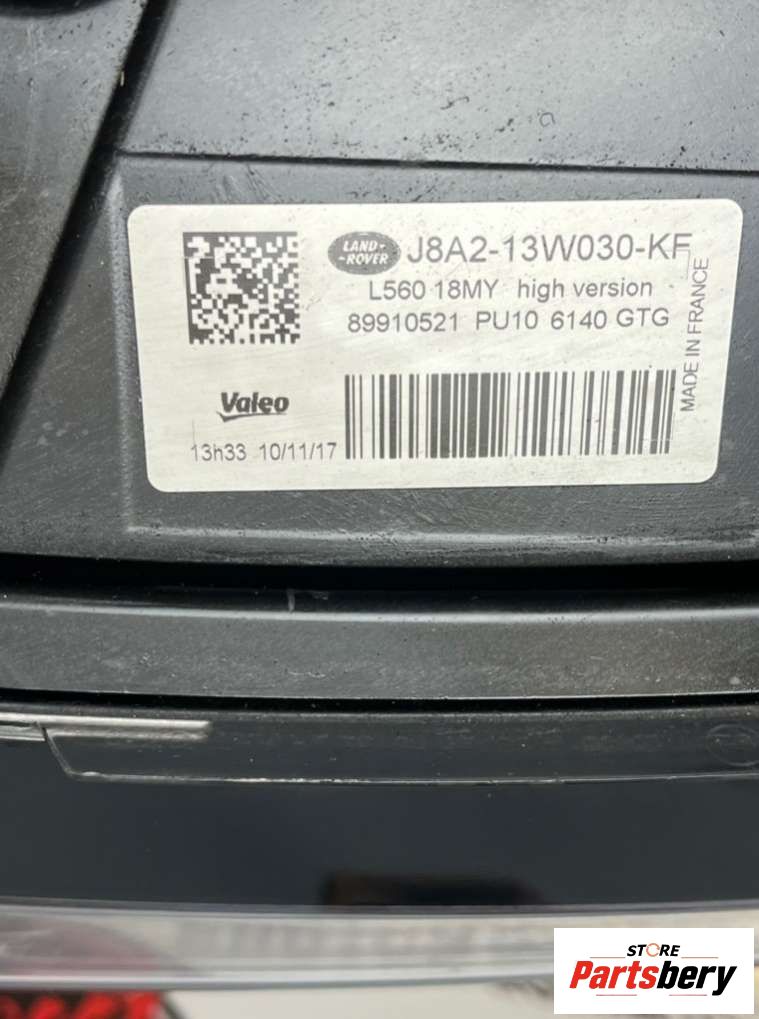 LAND-
-ROVER
J8A2-13W030-KF
L560 18MY high version
89910521 PU10 6140 GTG
MADE IN FRANCE
Valeo
13h33 10/11/17
STORE
Partsbery